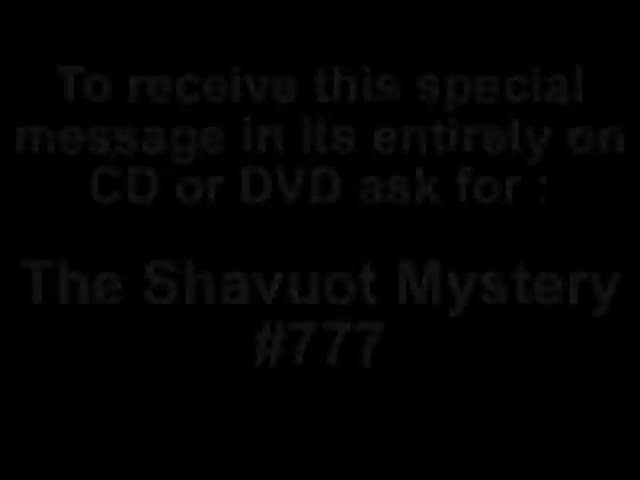 To receive this special
message in its entirely on
CD or DVD ask for :
The Shavuot Mystery
#777